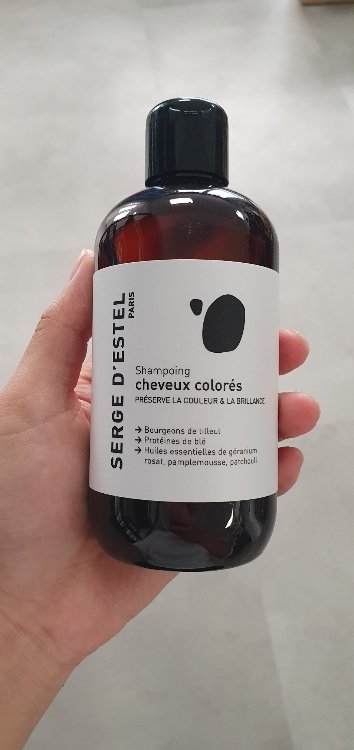 SERGE D'ESTEL
PARIS
Shampoing
cheveux colorés
PRÉSERVE LA COULEUR & LA BRILLANCE
→ Bourgeons de tilleul
→ Protéines de blé
→ Huiles essentielles de géranium
rosat, pamplemousse, patchouli